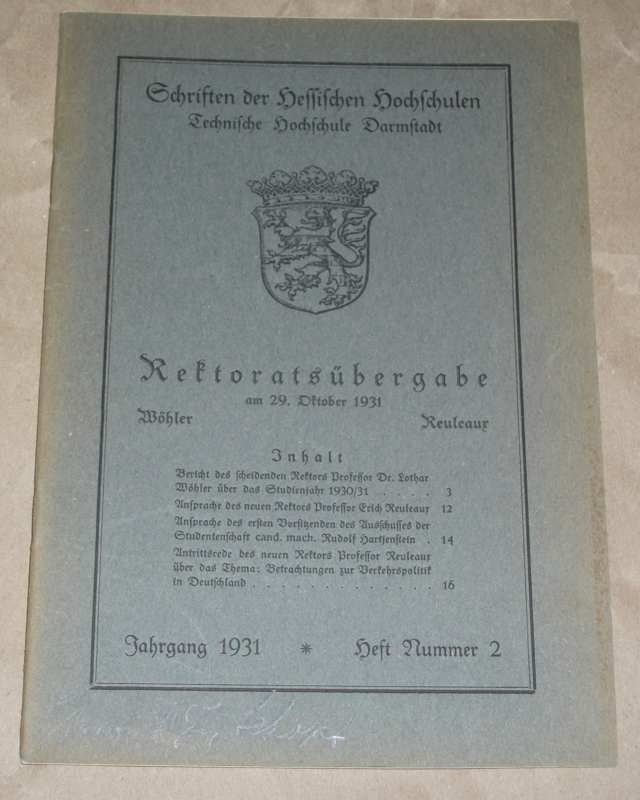 Schriften der Hessischen Hochschulen
Technische Hochschule Darmstadt
Rektoratsübergabe
am 29. Oktober 1931
Wöhler
Reuleaux
Inhalt
Bericht des scheidenden Rektors Professor Dr. Lothar
Wöhler über das Studienjahr 1930/31 . . . . . 3
Ansprache des neuen Rektors Professor Erich Reuleaux 12
Ansprache des ersten Vorsitzenden des Ausschusses der
Studentenschaft cand. mach. Rudolf Hartsenstein . 14
Antrittsrede des neuen Rektors Professor Reuleaux
über das Thema: Betrachtungen zur Verkehrspolitik
in Deutschland . . . . . . . . . . . . . 16
Jahrgang 1931 * Heft Nummer 2